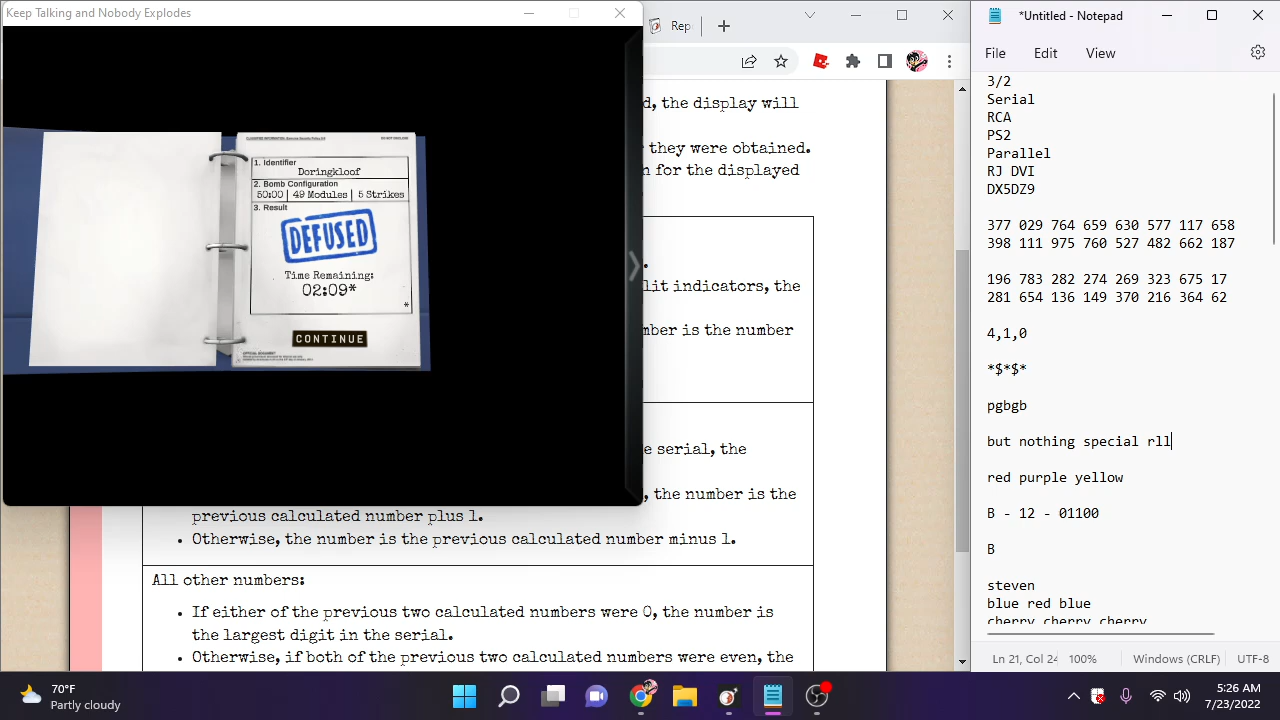 Keep Talking and Nobody Explodes
1. Identifier
Doringkloof
2. Bomb Configuration
50:00 49 Modules 5 Strikes
3. Result
DEFUSED
Time Remaining:
02:09*
*
CONTINUE
Rep
d, the display will
they were obtained.
for the displayed
.
lit indicators, the
mber is the number
e serial, the
, the number is the
previous calculated number plus 1.
• Otherwise, the number is the previous calculated number minus 1.
All other numbers:
• If either of the previous two calculated numbers were 0, the number is
the largest digit in the serial.
• Otherwise, if both of the previous two calculated numbers were even, the
*Untitled - Notepad
File Edit View
3/2
Serial
RCA
PS2
Parallel
RJ DVI
DX5DZ9
377 029 764 659 630 577 117 658
398 111 375 760 527 482 662 187
196 783 282 274 269 323 675 17
281 654 136 149 370 216 364 62
4,1,0
*$*$*
pgbgb
but nothing special rll
red purple yellow
B - 12 - 01100
B
steven
blue red blue
cherry cherry cherry
Ln 21, Col 24 100% Windows (CRLF) UTF-8
70°F
Partly cloudy
5:26 AM
7/23/2022